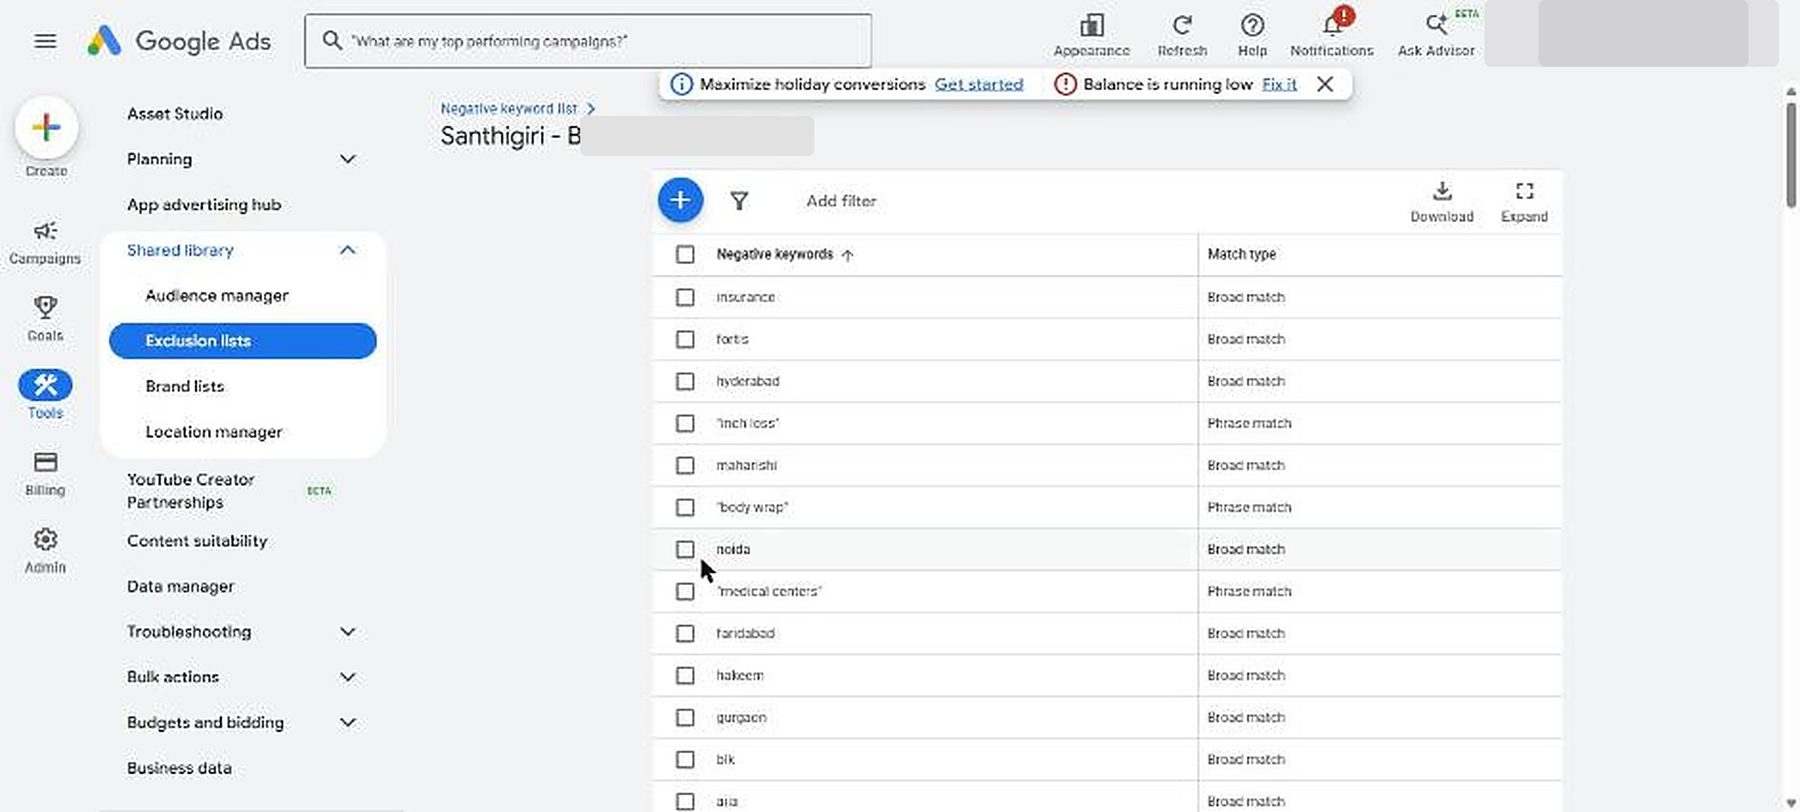 Google Ads
"What are my top performing campaigns?"
Appearance
Refresh
Help
!
Notifications
BETA
Ask Advisor
Maximize holiday conversions Get started
Balance is running low Fix it
Create
Campaigns
Goals
Tools
Billing
Admin
Asset Studio
Planning
App advertising hub
Shared library
Audience manager
Exclusion lists
Brand lists
Location manager
YouTube Creator
Partnerships
BETA
Content suitability
Data manager
Troubleshooting
Bulk actions
Budgets and bidding
Business data
Negative keyword list
Santhigiri - B
Add filter
Download
Expand
Negative keywords Match type
insurance Broad match
fortis Broad match
hyderabad Broad match
"inch loss" Phrase match
maharishi Broad match
"body wrap" Phrase match
noida Broad match
"medical centers" Phrase match
faridabad Broad match
hakeem Broad match
gurgaon Broad match
blk Broad match
Broad match